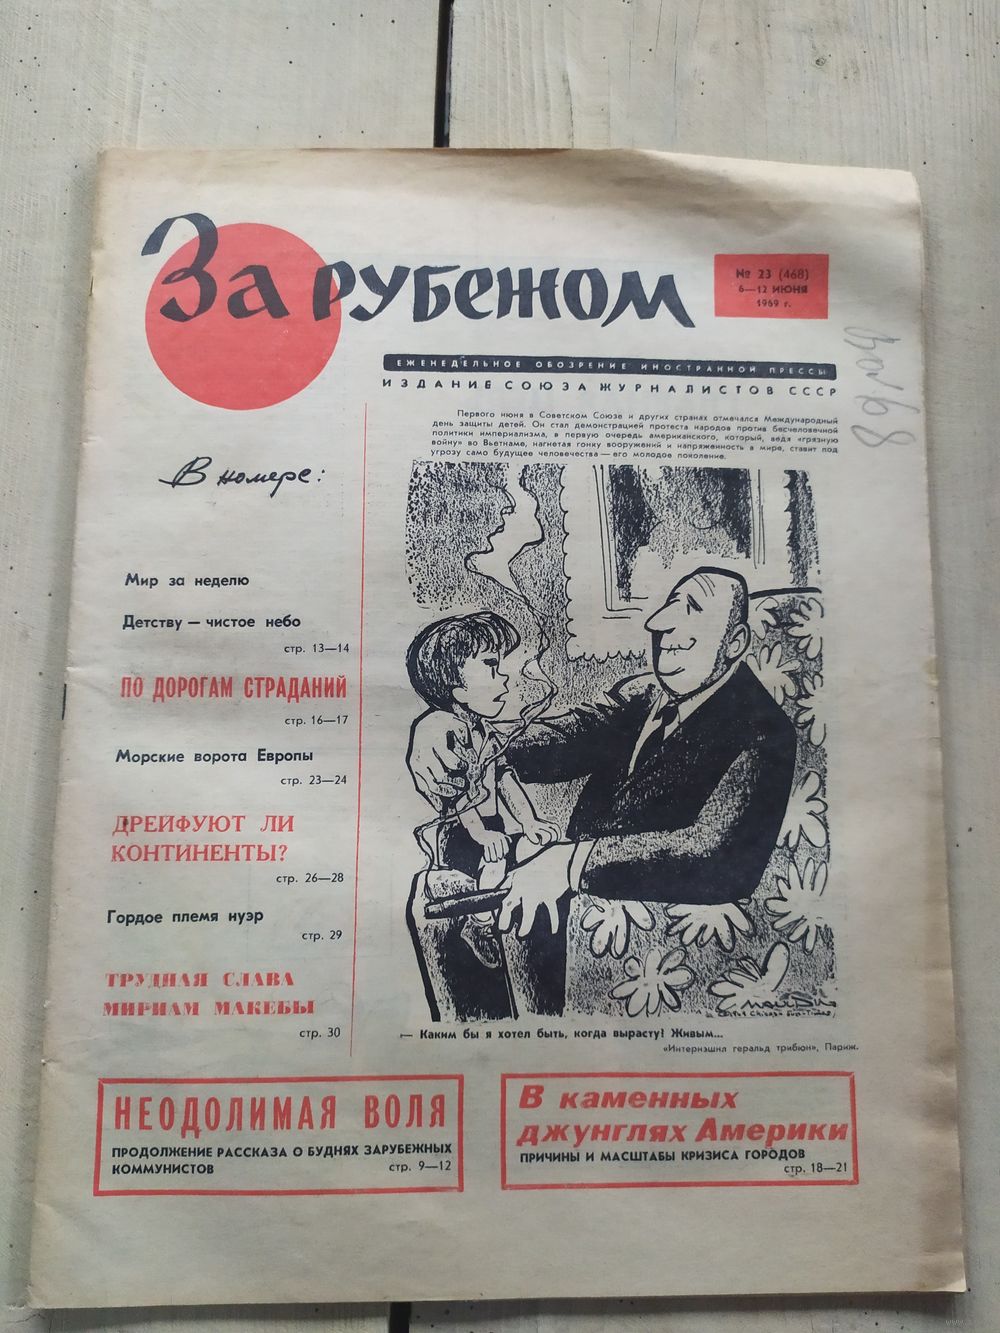 За рубежом
№ 23 (468)
6—12 ИЮНЯ
1969 г.
ЕЖЕНЕДЕЛЬНОЕ ОБОЗРЕНИЕ ИНОСТРАННОЙ ПРЕССЫ
ИЗДАНИЕ СОЮЗА ЖУРНАЛИСТОВ СССР
Первого июня в Советском Союзе и других странах отмечался Международный
день защиты детей. Он стал демонстрацией протеста народов против бесчеловечной
политики империализма, в первую очередь американского, который, ведя «грязную
войну» во Вьетнаме, нагнетая гонку вооружений и напряженность в мире, ставит под
угрозу само будущее человечества — его молодое поколение.
В номере:
Мир за неделю
Детству — чистое небо
стр. 13—14
ПО ДОРОГАМ СТРАДАНИЙ
стр. 16—17
Морские ворота Европы
стр. 23—24
ДРЕЙФУЮТ ЛИ
КОНТИНЕНТЫ?
стр. 26—28
Гордое племя нуэр
стр. 29
ТРУДНАЯ СЛАВА
МИРИАМ МАКЕБЫ
стр. 30
— Каким бы я хотел быть, когда вырасту? Живым...
«Интернэшнл геральд трибюн», Париж.
НЕОДОЛИМАЯ ВОЛЯ
ПРОДОЛЖЕНИЕ РАССКАЗА О БУДНЯХ ЗАРУБЕЖНЫХ
КОММУНИСТОВ стр. 9—12
В каменных
джунглях Америки
ПРИЧИНЫ И МАСШТАБЫ КРИЗИСА ГОРОДОВ
стр. 18—21